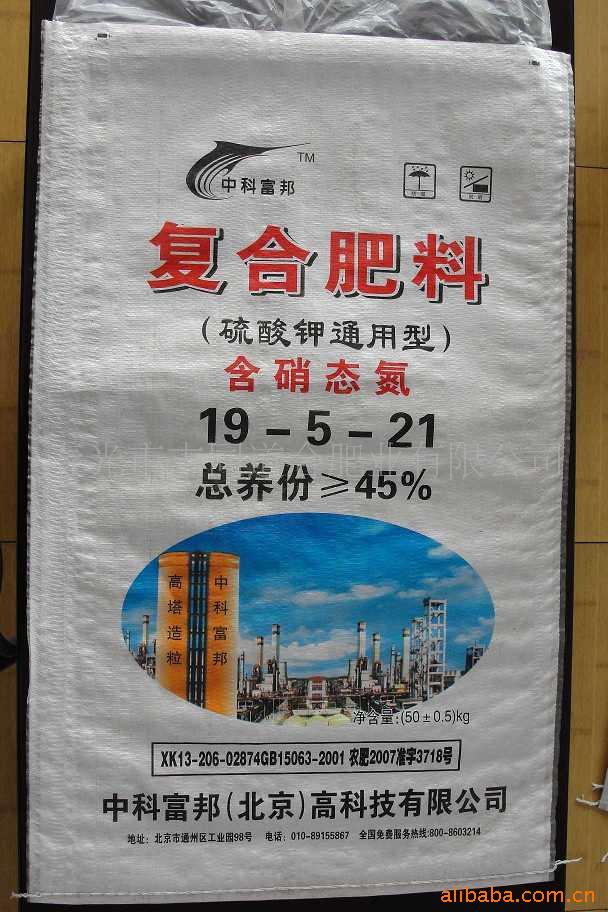 中科富邦 TM
复合肥料
(硫酸钾通用型)
含硝态氮
19-5-21
总养份≥45%
高塔造粒
中科富邦
净含量:(50±0.5)kg
XK13-206-02874GB15063-2001 农肥2007准字3718号
中科富邦(北京)高科技有限公司
地址: 北京市通州区工业园98号 电话: 010-89155867 全国免费服务热线:800-8603214
alibaba.com.cn